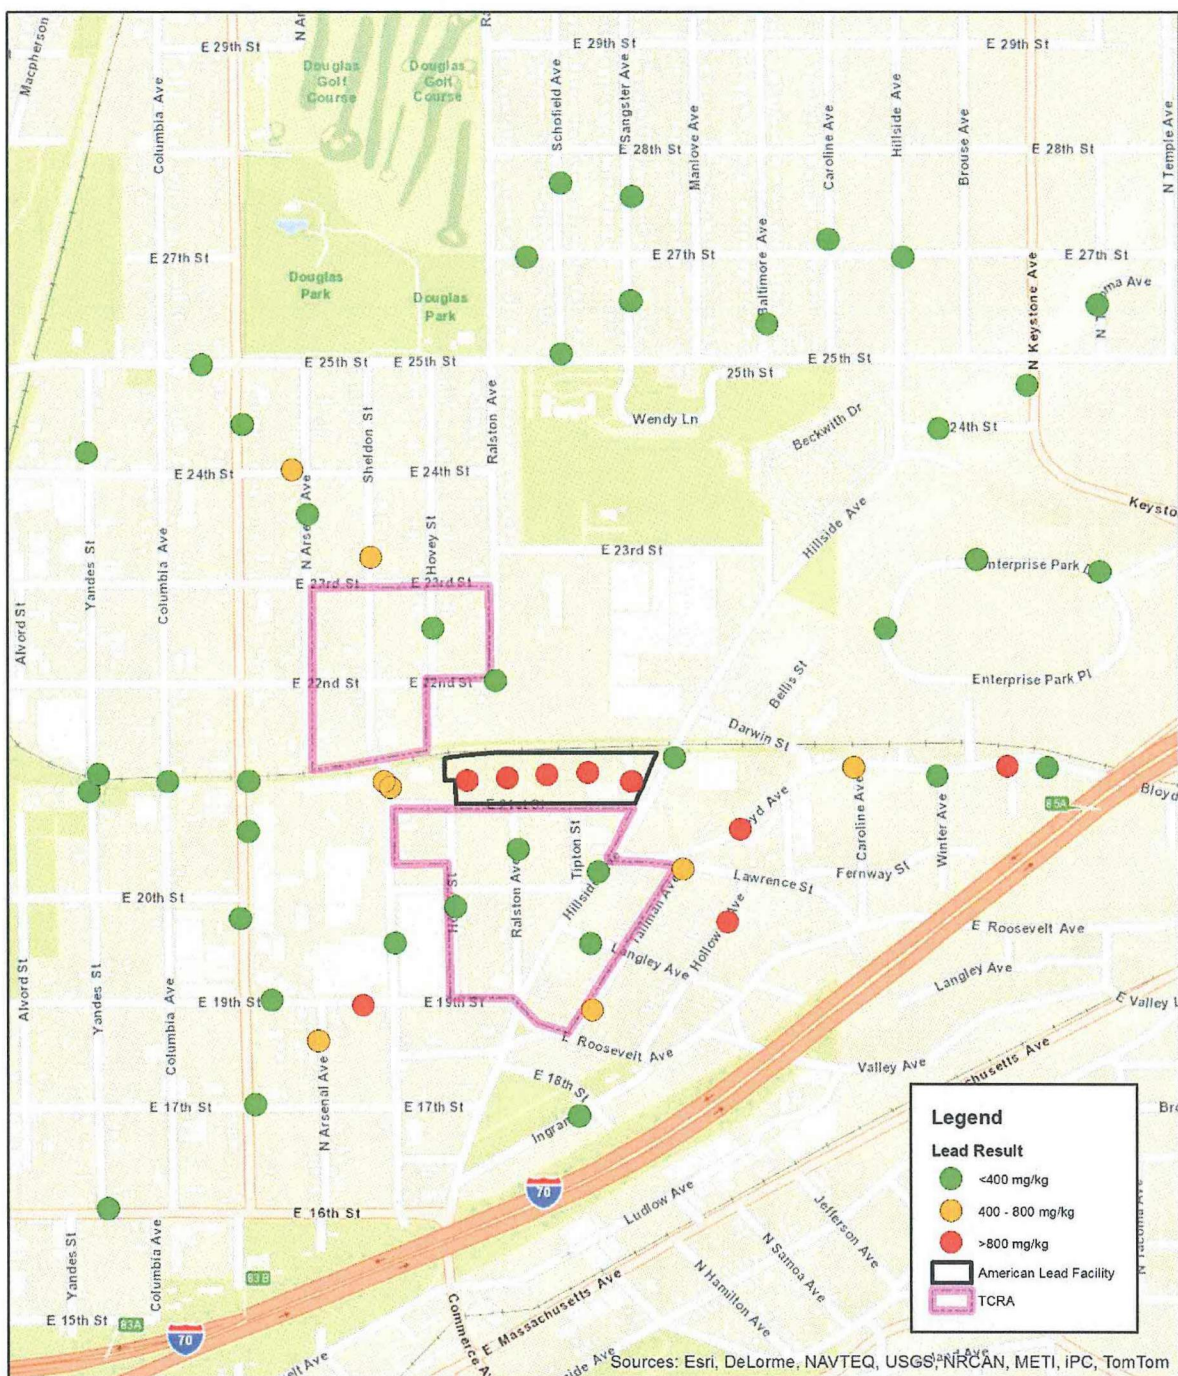 Macpherson
E 29th St
Columbia Ave
Douglas
Golf
Course
Douglas
Golf
Course
E 29th St
E 29th St
Schofield Ave
Sangster Ave
Manlove Ave
Caroline Ave
Hillside Ave
Brouse Ave
N Temple Ave
E 28th St
E 28th St
E 27th St
E 27th St
E 27th St
Baltimore Ave
N Keystone Ave
Douglas
Park
Douglas
Park
E 25th St
E 25th St
E 25th St
25th St
Wendy Ln
Beckwith Dr
24th St
Sheldon St
Ralston Ave
E 24th St
E 24th St
Hovey St
Hillside Ave
E 23rd St
E 23rd St
E 23rd St
Alvord St
Yandes St
Columbia Ave
E 22nd St
E 22nd St
Enterprise Park Pl
Bellis St
Darwin St
E 21st St
Tipton St
Ralston Ave
Caroline Ave
Winter Ave
85A
Lawrence St
Fernway St
E 20th St
Tallman Ave
Langley Ave
E Roosevelt Ave
Langley Ave
E Valley
Alvord St
Yandes St
Columbia Ave
E 19th St
E 19th St
E Roosevelt Ave
Valley Ave
E 18th St
N Arsenal Ave
E 17th St
E 17th St
Ingram
70
Ludlow Ave
Jefferson Ave
N Samoa Ave
N Hamilton Ave
E 16th St
Yandes St
Columbia Ave
83B
E 15th St
83A
70
Commerce
E Massachusetts Ave
Legend
Lead Result
<400 mg/kg
400 - 800 mg/kg
>800 mg/kg
American Lead Facility
TCRA
Sources: Esri, DeLorme, NAVTEQ, USGS, NRCAN, METI, iPC, TomTom